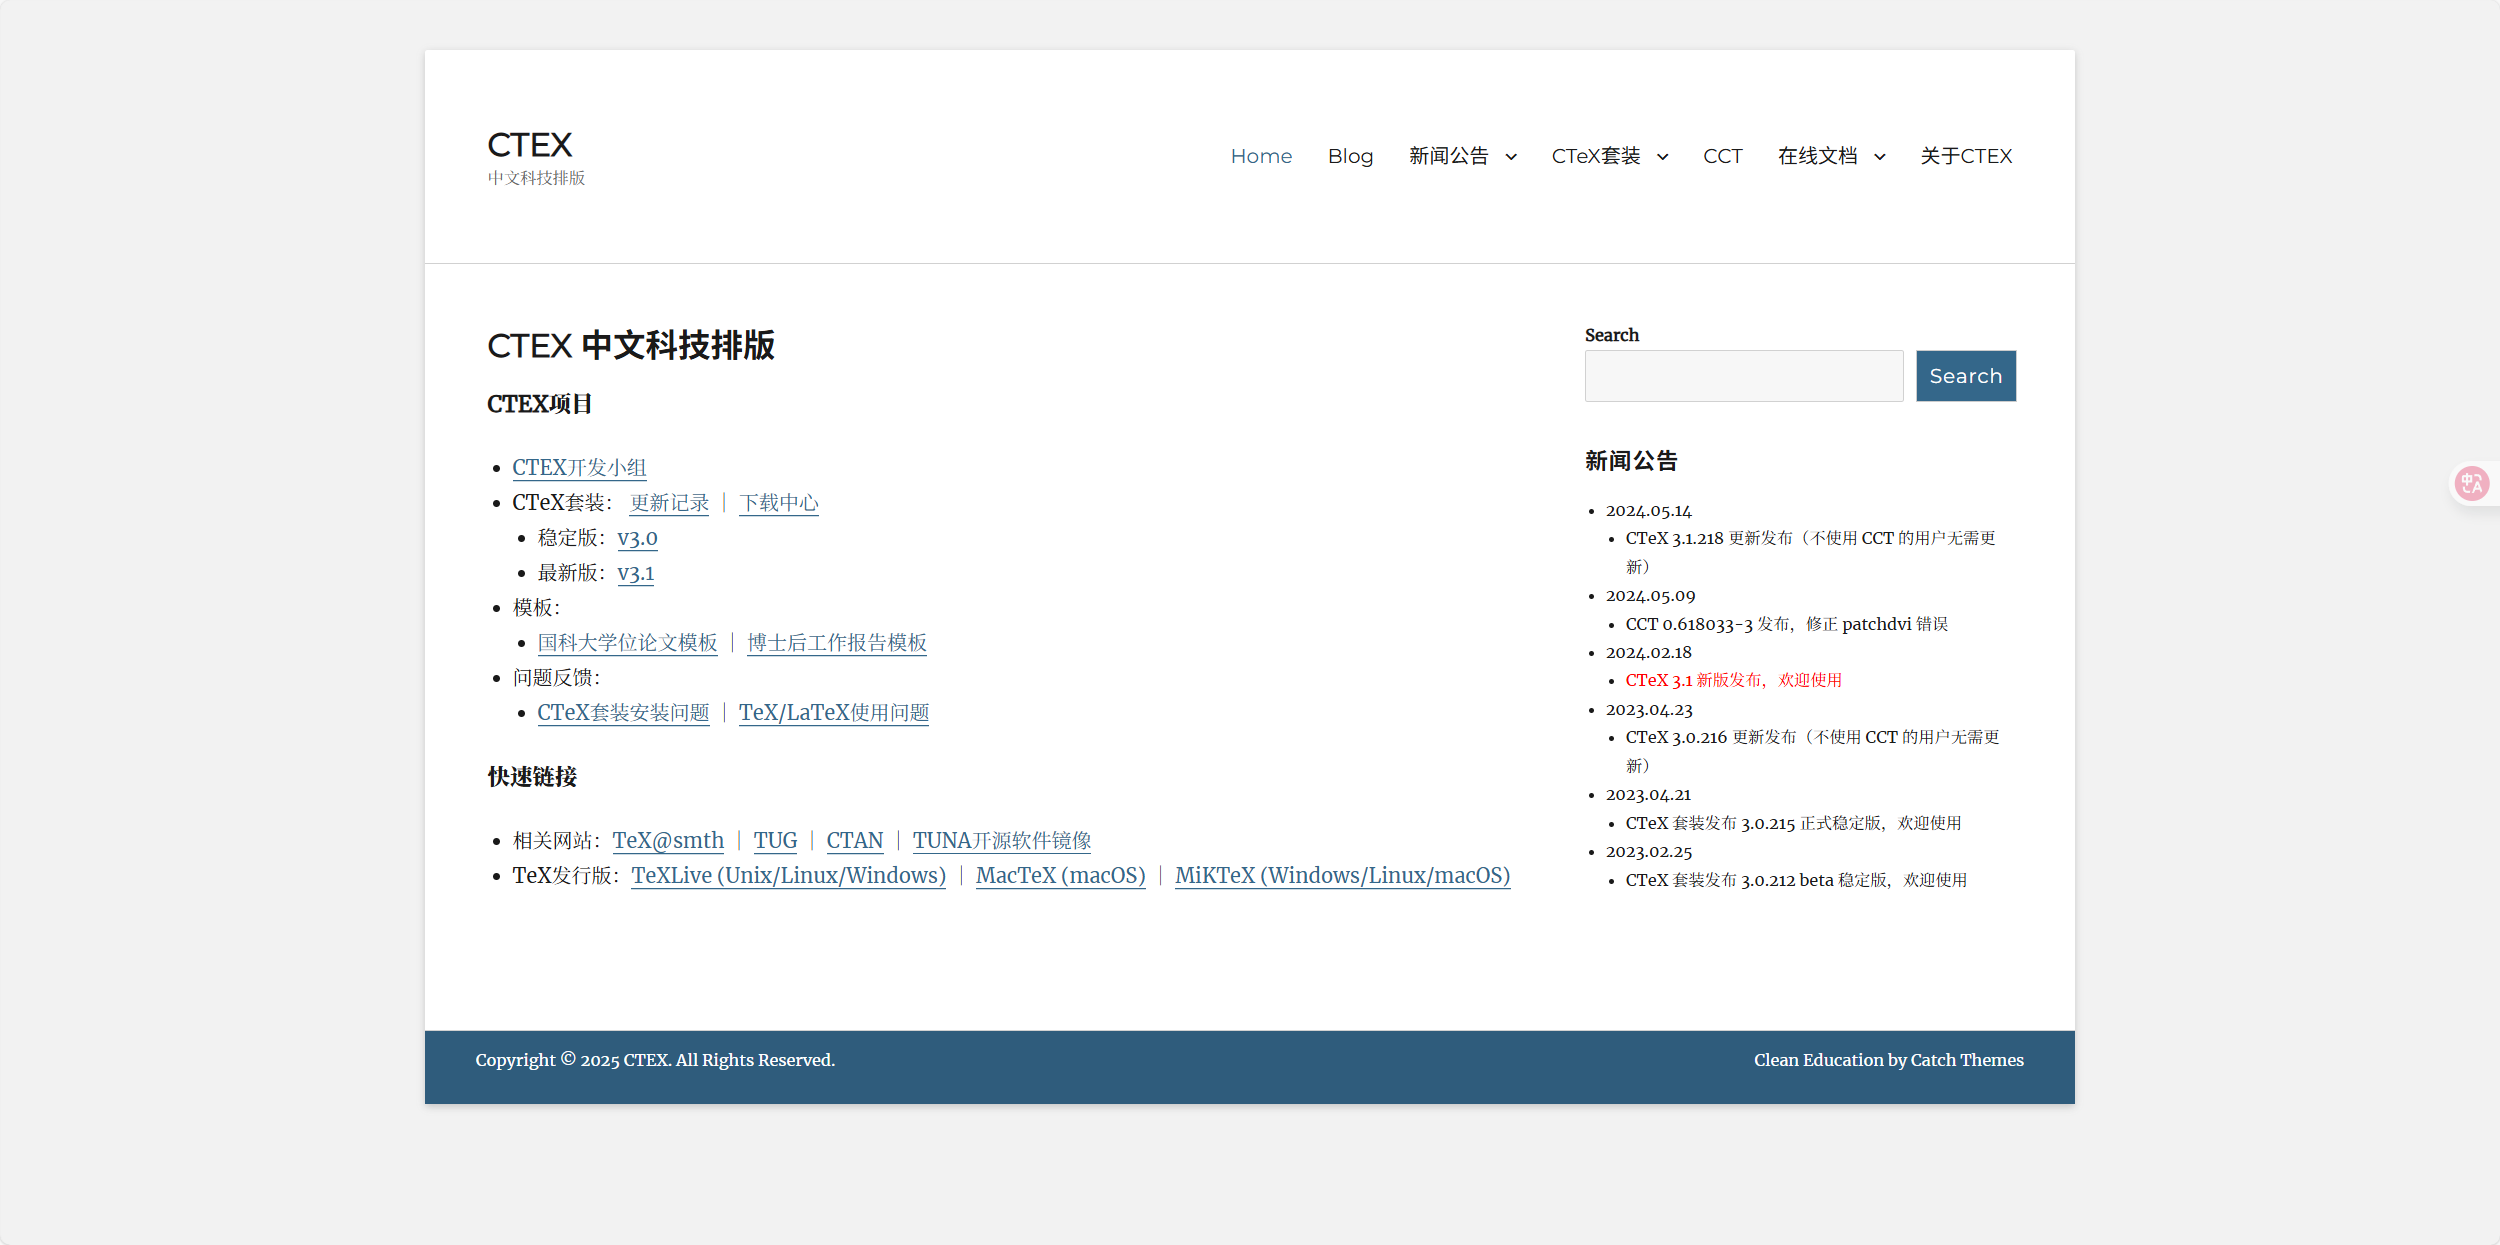 CTEX
中文科技排版
Home Blog 新闻公告 CTeX套装 CCT 在线文档 关于CTEX
CTEX 中文科技排版
CTEX项目
CTEX开发小组
CTeX套装： 更新记录 | 下载中心
稳定版：v3.0
最新版：v3.1
模板：
国科大学位论文模板 | 博士后工作报告模板
问题反馈：
CTeX套装安装问题 | TeX/LaTeX使用问题
快速链接
相关网站：TeX@smth | TUG | CTAN | TUNA开源软件镜像
TeX发行版：TeXLive (Unix/Linux/Windows) | MacTeX (macOS) | MiKTeX (Windows/Linux/macOS)
Search
Search
新闻公告
2024.05.14
CTeX 3.1.218 更新发布（不使用 CCT 的用户无需更
新）
2024.05.09
CCT 0.618033-3 发布，修正 patchdvi 错误
2024.02.18
CTeX 3.1 新版发布，欢迎使用
2023.04.23
CTeX 3.0.216 更新发布（不使用 CCT 的用户无需更
新）
2023.04.21
CTeX 套装发布 3.0.215 正式稳定版，欢迎使用
2023.02.25
CTeX 套装发布 3.0.212 beta 稳定版，欢迎使用
中A
Copyright © 2025 CTEX. All Rights Reserved.
Clean Education by Catch Themes